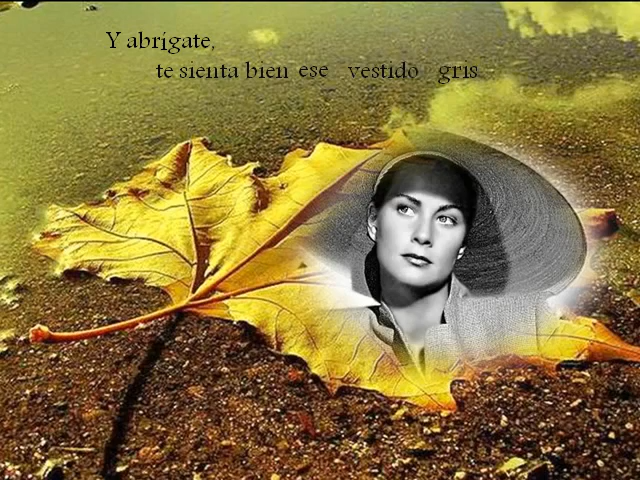 Y abrígate,
te sienta bien ese vestido gris